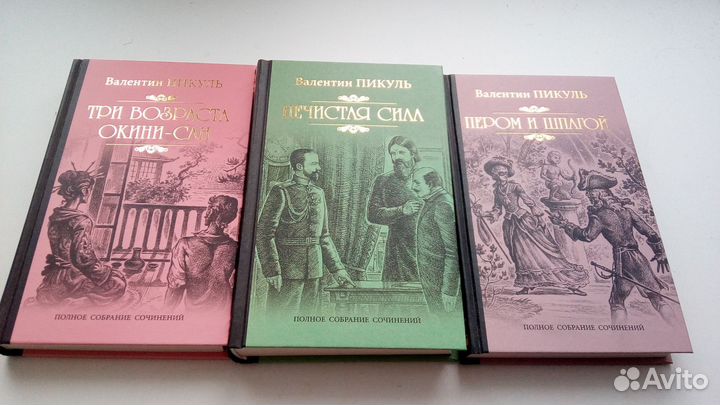 Валентин ПИКУЛЬ
ТРИ ВОЗРАСТА
ОКИНИ-САН
ПОЛНОЕ СОБРАНИЕ СОЧИНЕНИЙ
Валентин ПИКУЛЬ
НЕЧИСТАЯ СИЛА
ПОЛНОЕ СОБРАНИЕ СОЧИНЕНИЙ
Валентин ПИКУЛЬ
ПЕРОМ И ШПАГОЙ
ПОЛНОЕ СОБРАНИЕ СОЧИНЕНИЙ
Avito